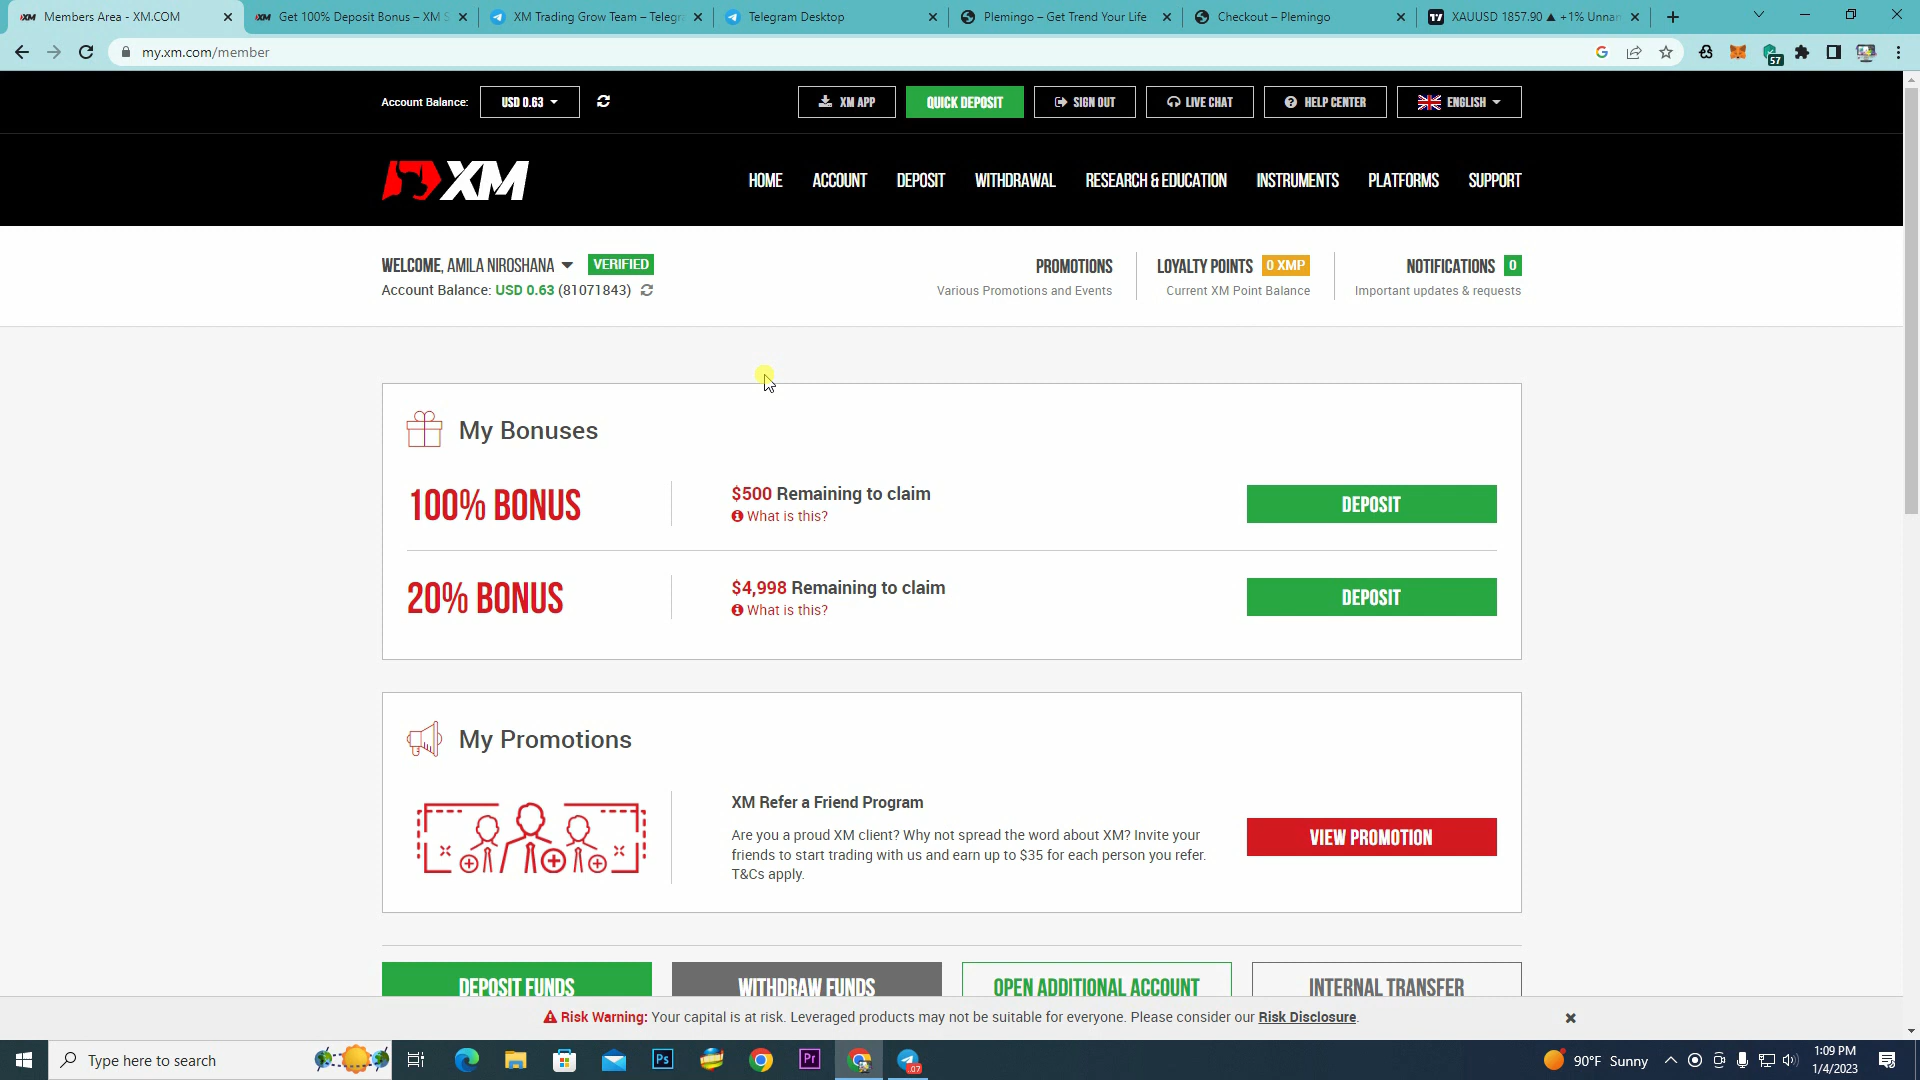 Members Area - XM.COM
Get 100% Deposit Bonus – XM S
XM Trading Grow Team – Telegr
Telegram Desktop
Plemingo – Get Trend Your Life
Checkout – Plemingo
XAUUSD 1857.90 ▲ +1% Unnan
my.xm.com/member
57
Account Balance:
USD 0.63
XM APP
QUICK DEPOSIT
SIGN OUT
LIVE CHAT
HELP CENTER
ENGLISH
XM
HOME
ACCOUNT
DEPOSIT
WITHDRAWAL
RESEARCH & EDUCATION
INSTRUMENTS
PLATFORMS
SUPPORT
WELCOME, AMILA NIROSHANA
VERIFIED
Account Balance: USD 0.63 (81071843)
PROMOTIONS
Various Promotions and Events
LOYALTY POINTS 0 XMP
Current XM Point Balance
NOTIFICATIONS 0
Important updates & requests
My Bonuses
100% BONUS
$500 Remaining to claim
What is this?
DEPOSIT
20% BONUS
$4,998 Remaining to claim
What is this?
DEPOSIT
My Promotions
XM Refer a Friend Program
Are you a proud XM client? Why not spread the word about XM? Invite your
friends to start trading with us and earn up to $35 for each person you refer.
T&Cs apply.
VIEW PROMOTION
DEPOSIT FUNDS
WITHDRAW FUNDS
OPEN ADDITIONAL ACCOUNT
INTERNAL TRANSFER
Risk Warning: Your capital is at risk. Leveraged products may not be suitable for everyone. Please consider our Risk Disclosure.
Type here to search
Ps
Pr
.07
90°F Sunny
1:09 PM
1/4/2023